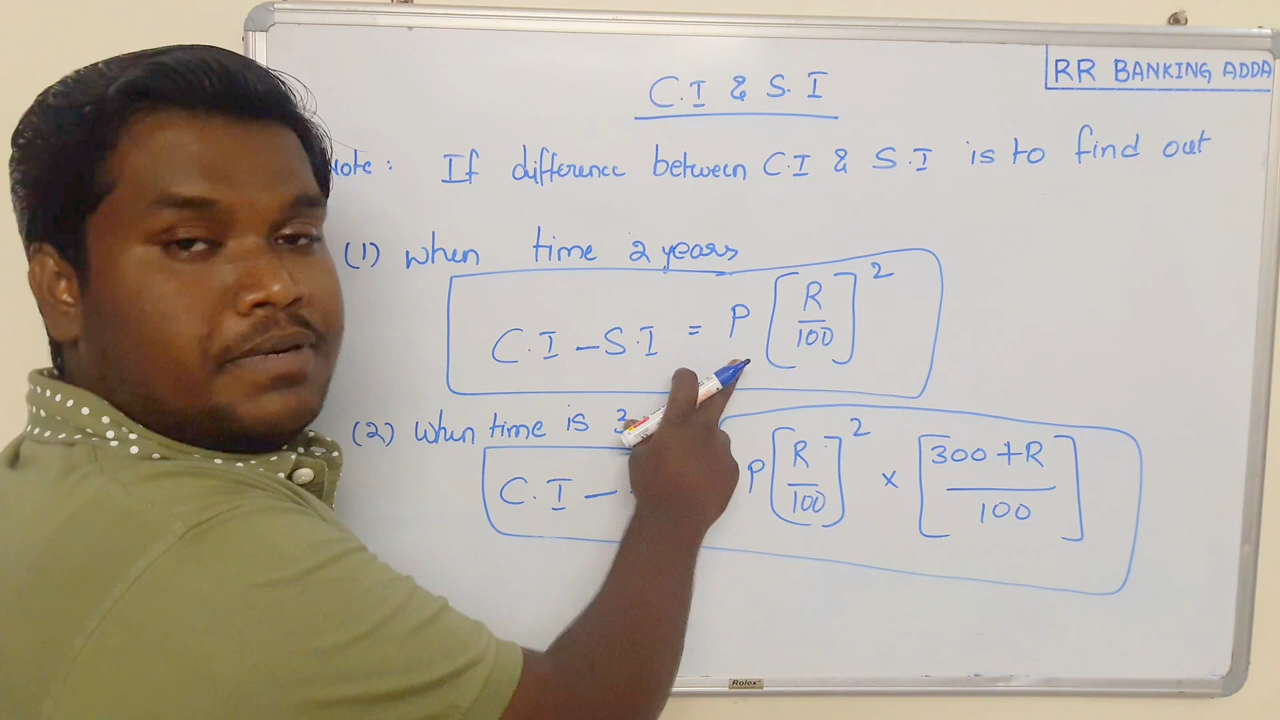 RR BANKING ADDA
C.I & S.I
Note : If difference between C.I & S.I is to find out
(1) when time 2 years
C.I – S.I = P [R/100]²
(2) when time is 3
C.I – P [R/100]² × [300 + R/100]
Rolex